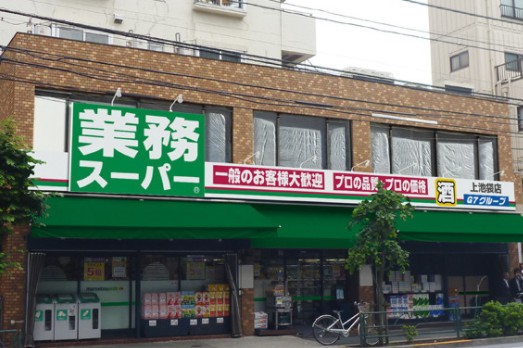 業務
スーパー
一般のお客様大歓迎
プロの品質・プロの価格
酒
上池袋店
G7グループ